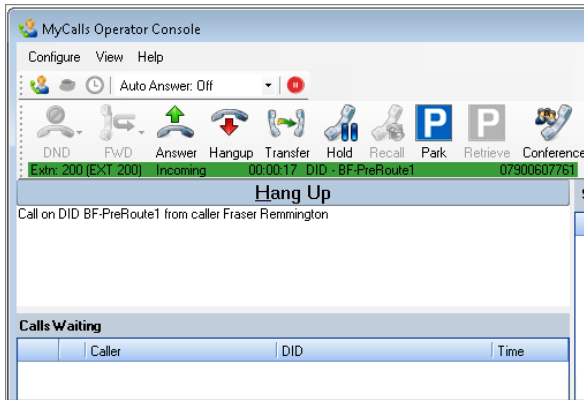 MyCalls Operator Console
Configure View Help
Auto Answer: Off
P P
DND FWD Answer Hangup Transfer Hold Recall Park Retrieve Conference
Extn: 200 (EXT 200) Incoming 00:00:17 DID - BF-PreRoute1 07900607761
Hang Up
Call on DID BF-PreRoute1 from caller Fraser Remmington
Calls Waiting
Caller DID Time